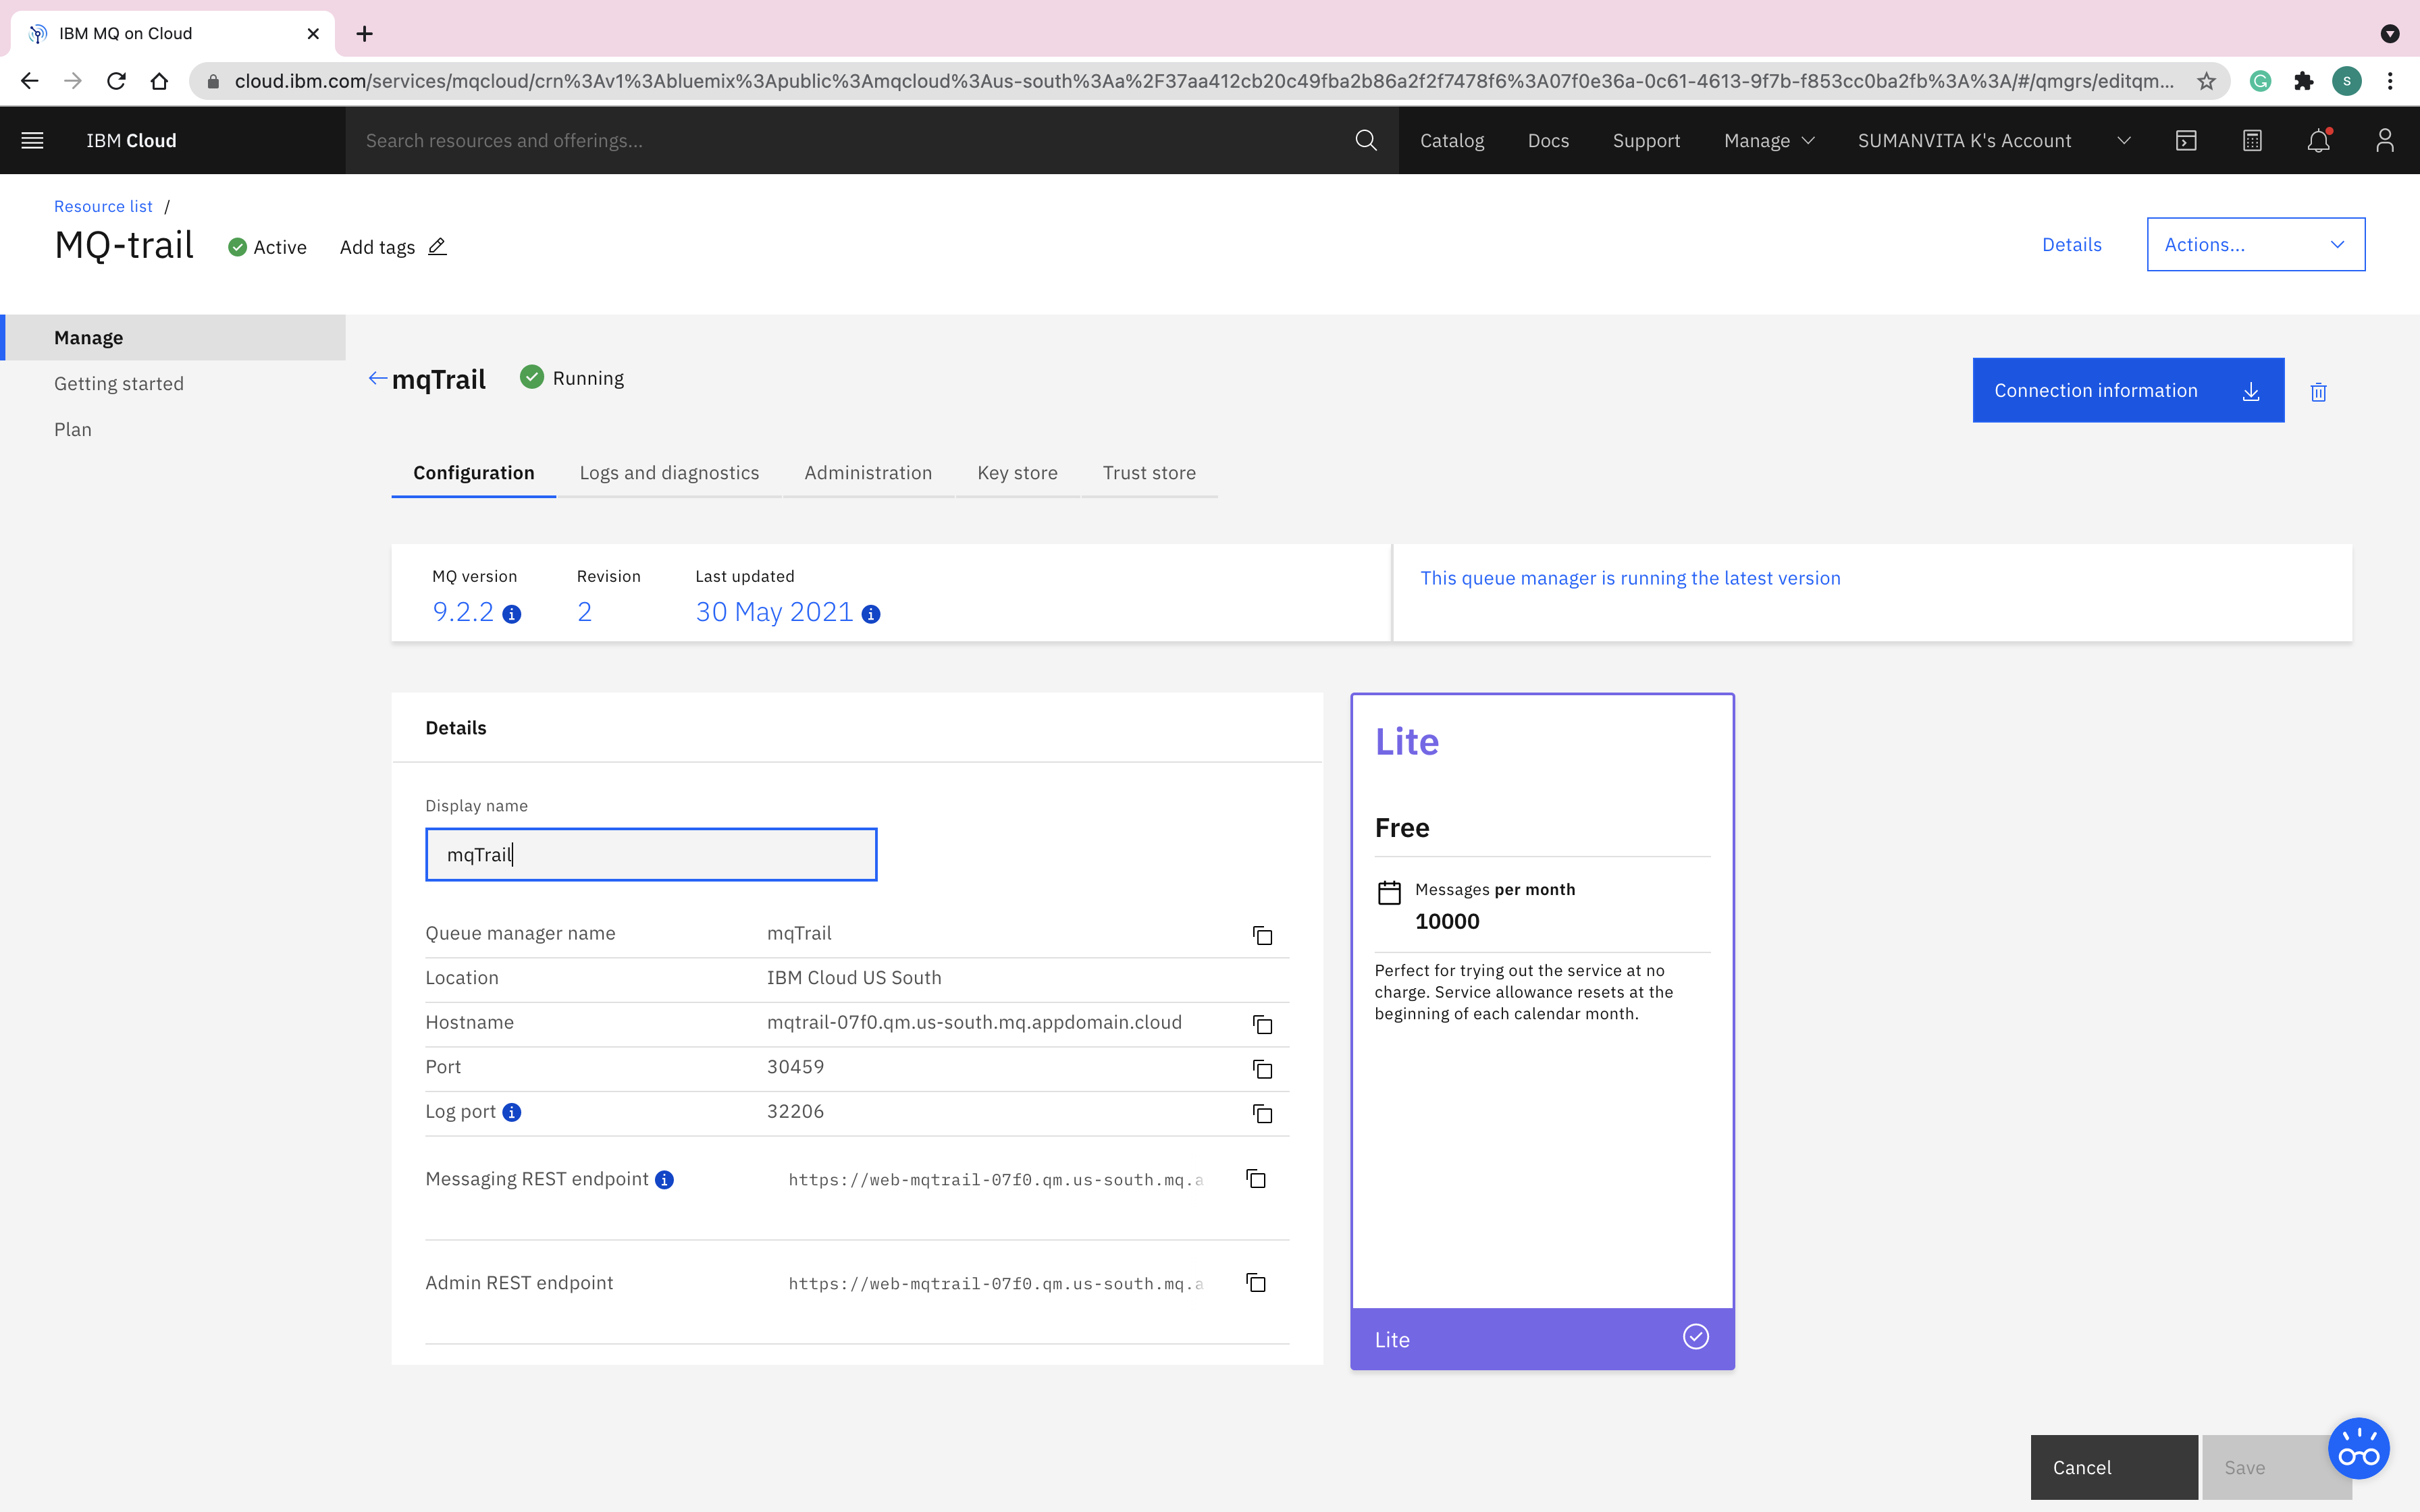 IBM MQ on Cloud
cloud.ibm.com/services/mqcloud/crn%3Av1%3Abluemix%3Apublic%3Amqcloud%3Aus-south%3Aa%2F37aa412cb20c49fba2b86a2f2f7478f6%3A07f0e36a-0c61-4613-9f7b-f853cc0ba2fb%3A%3A/#/qmgrs/editqm...
S
IBM Cloud
Search resources and offerings...
Catalog
Docs
Support
Manage
SUMANVITA K's Account
Resource list /
MQ-trail
Active
Add tags
Details
Actions...
Manage
Getting started
Plan
mqTrail
Running
Connection information
Configuration
Logs and diagnostics
Administration
Key store
Trust store
MQ version
Revision
Last updated
9.2.2
2
30 May 2021
This queue manager is running the latest version
Details
Display name
mqTrail
Queue manager name
mqTrail
Location
IBM Cloud US South
Hostname
mqtrail-07f0.qm.us-south.mq.appdomain.cloud
Port
30459
Log port
32206
Messaging REST endpoint
https://web-mqtrail-07f0.qm.us-south.mq.a
Admin REST endpoint
https://web-mqtrail-07f0.qm.us-south.mq.a
Lite
Free
Messages per month
10000
Perfect for trying out the service at no
charge. Service allowance resets at the
beginning of each calendar month.
Lite
Cancel
Save